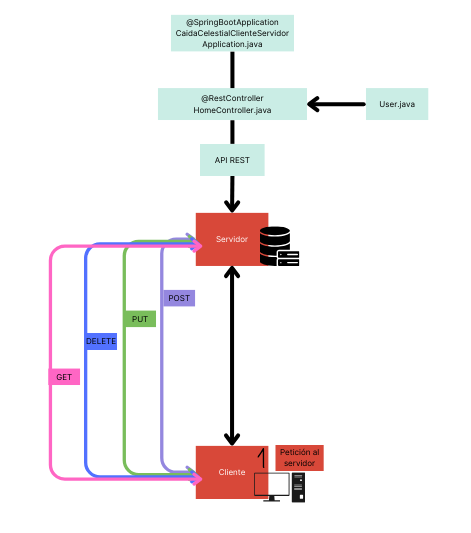 @SpringBootApplication
CaidaCelestialClienteServidor
Application.java
@RestController
HomeController.java
User.java
API REST
Servidor
POST
PUT
DELETE
GET
Petición al
servidor
Cliente